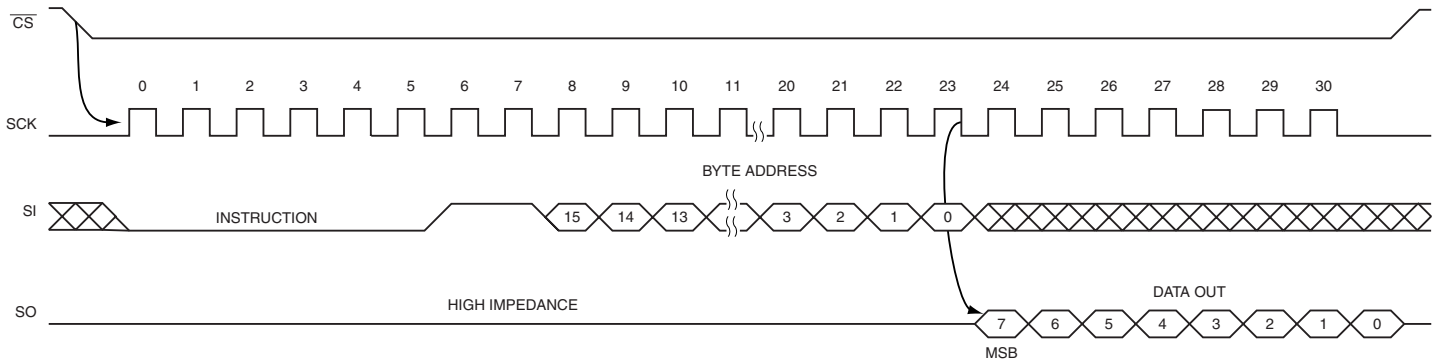 CS
0 1 2 3 4 5 6 7 8 9 10 11 20 21 22 23 24 25 26 27 28 29 30
SCK
BYTE ADDRESS
SI INSTRUCTION 15 14 13 3 2 1 0
HIGH IMPEDANCE DATA OUT
SO 7 6 5 4 3 2 1 0
MSB